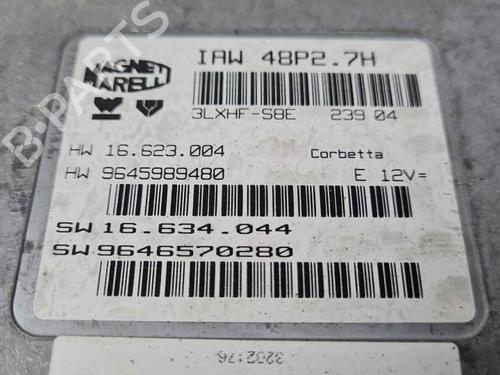 IAW 48P2.7H
MAGNETI
MARELLI
3LXHF-S8E 239 04
HW 16.623.004 Corbetta
HW 9645989480 E 12V=
SW 16.634.044
SW 9646570280
B-PARTS